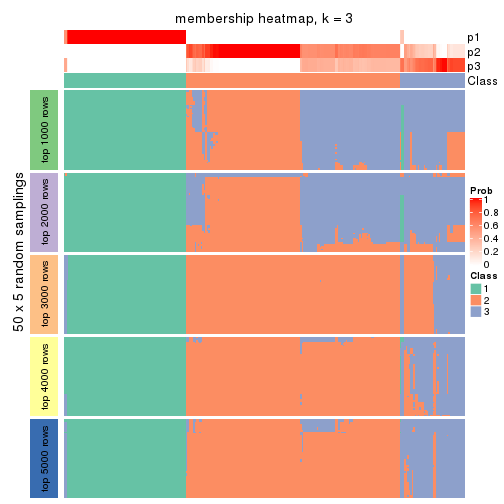 membership heatmap, k = 3
p1
p2
p3
Class
50 x 5 random samplings
top 1000 rows
top 2000 rows
top 3000 rows
top 4000 rows
top 5000 rows
Prob
1
0.8
0.6
0.4
0.2
0
Class
1
2
3